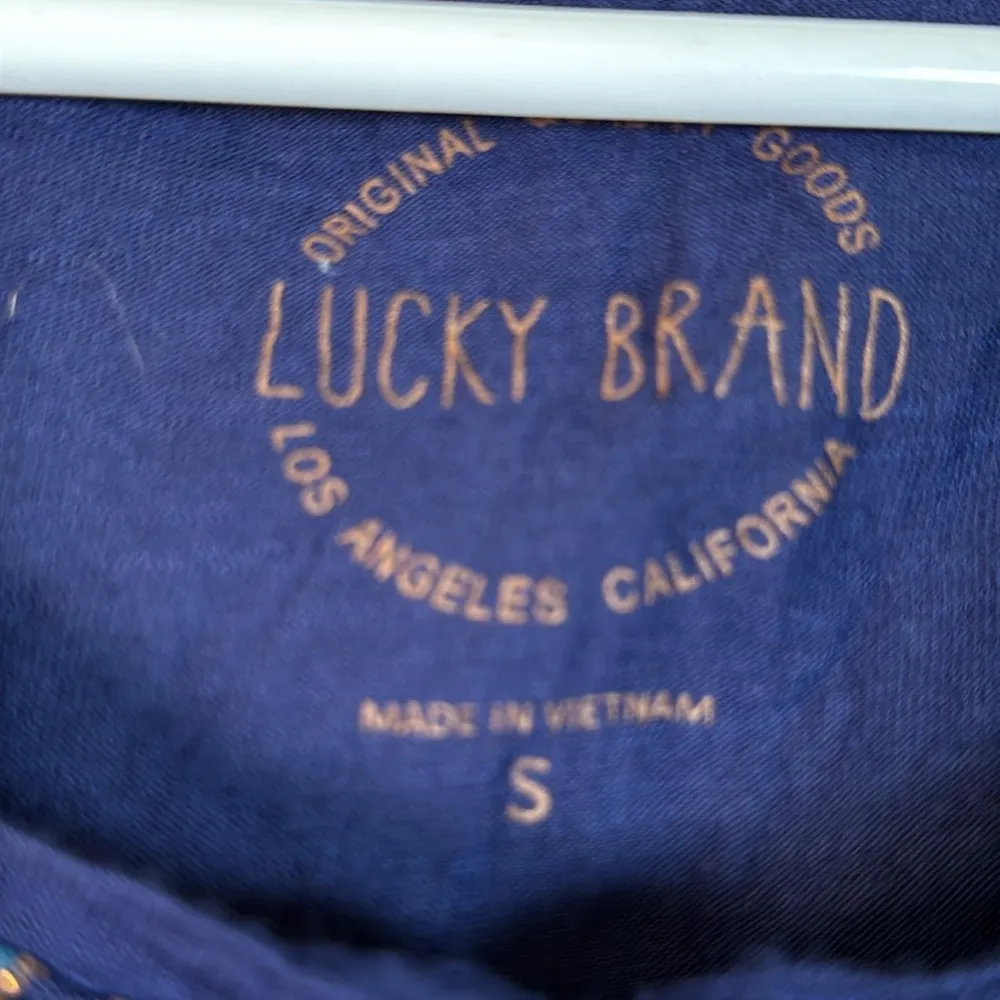 ORIGINAL GOODS
LUCKY BRAND
LOS ANGELES CALIFORNIA
MADE IN VIETNAM
S